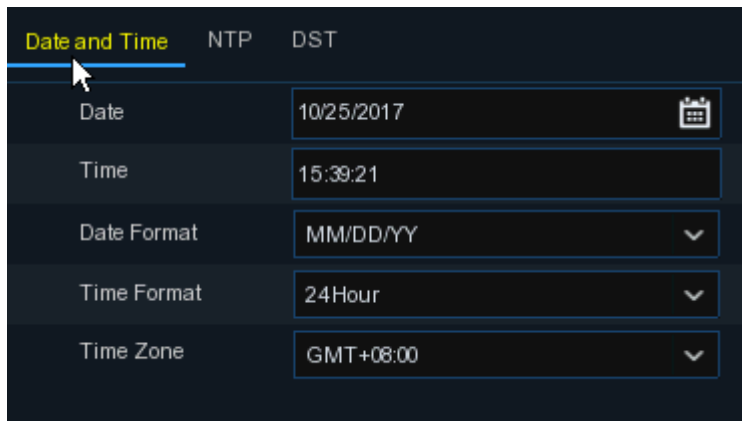 Date and Time NTP DST
Date 10/25/2017
Time 15:39:21
Date Format MM/DD/YY
Time Format 24Hour
Time Zone GMT+08:00